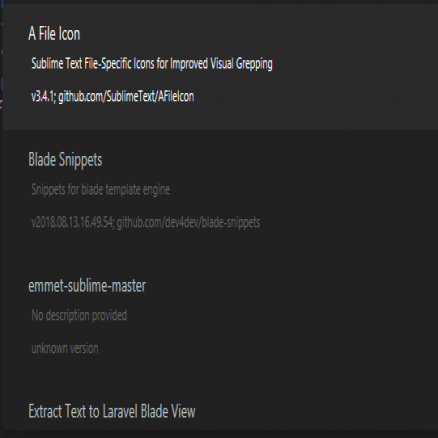 A File Icon
Sublime Text File-Specific Icons for Improved Visual Grepping
v3.4.1; github.com/SublimeText/AFileIcon
Blade Snippets
Snippets for blade template engine
v2018.08.13.16.49.54; github.com/dev4dev/blade-snippets
emmet-sublime-master
No description provided
unknown version
Extract Text to Laravel Blade View